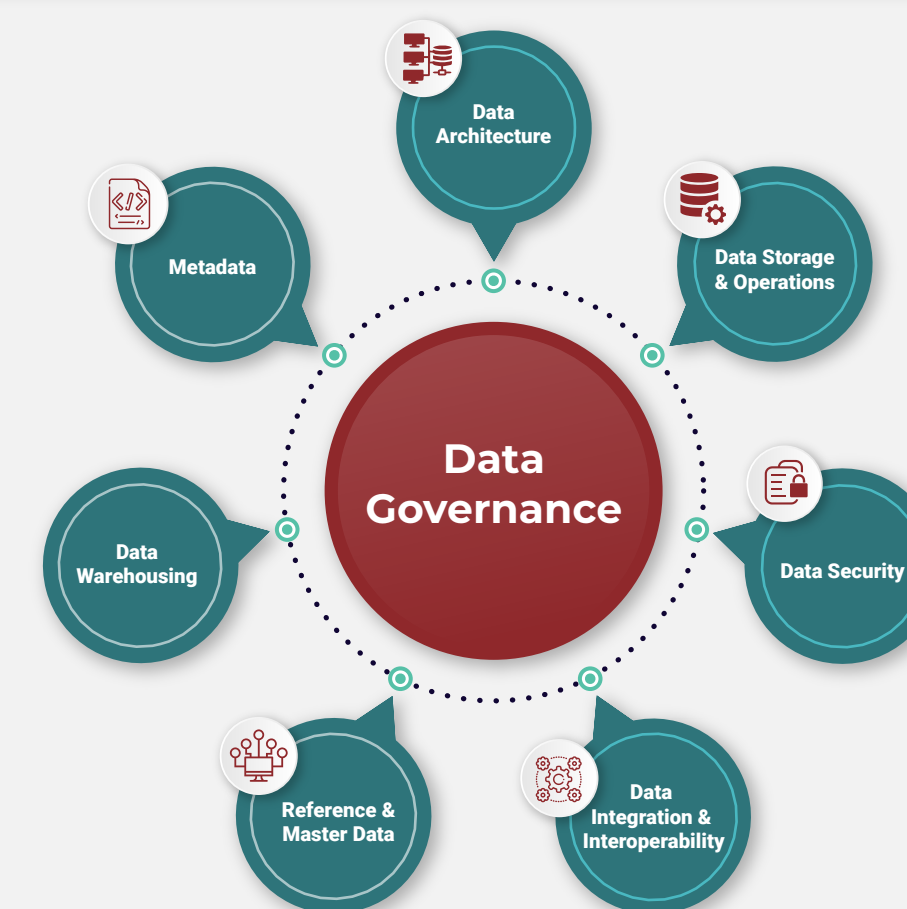 Data
Architecture
Metadata
Data Storage
& Operations
Data
Governance
Data
Warehousing
Data Security
Reference &
Master Data
Data
Integration &
Interoperability